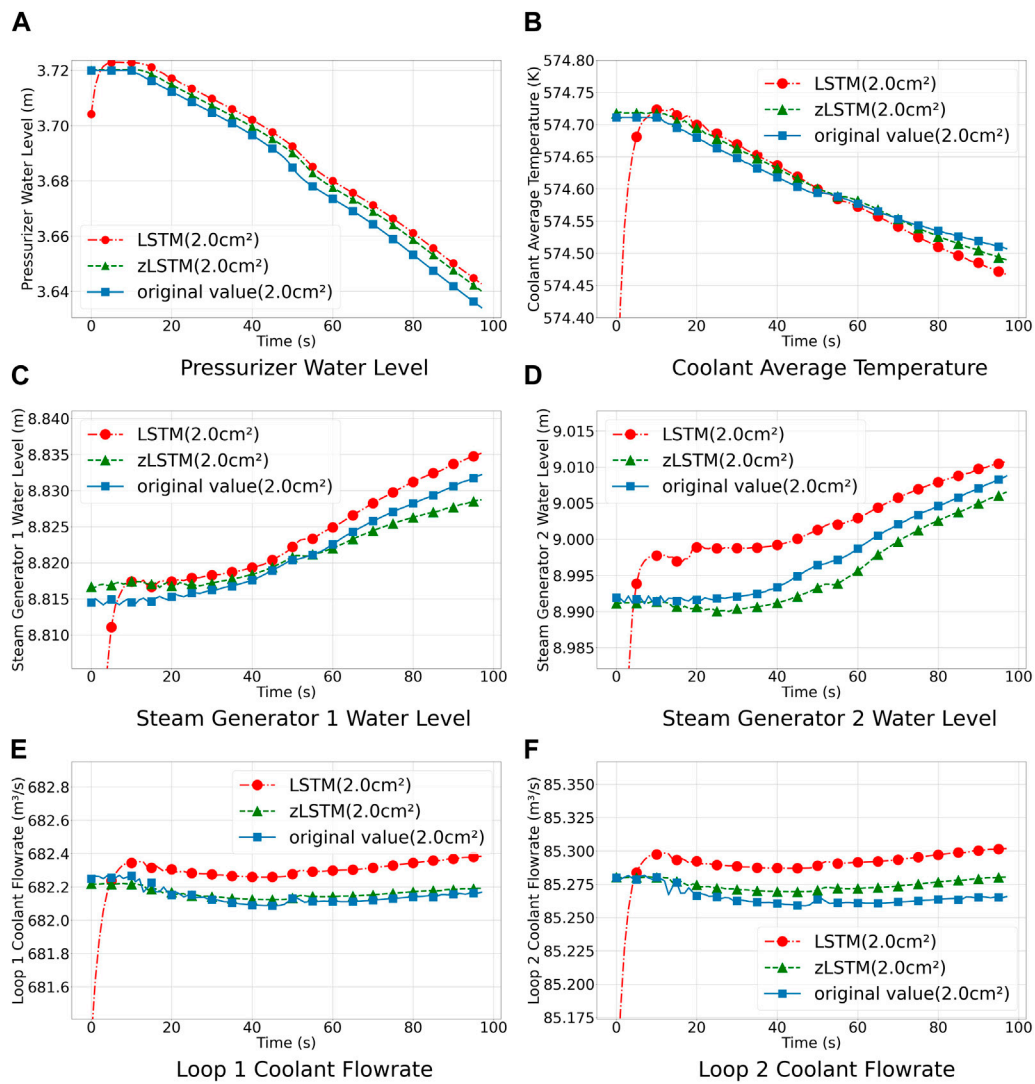 A
B
Pressurizer Water Level (m)
3.72
3.70
3.68
3.66
3.64
LSTM(2.0cm²)
zLSTM(2.0cm²)
original value(2.0cm²)
0 20 40 60 80 100
Time (s)
Pressurizer Water Level
Coolant Average Temperature (K)
574.80
574.75
574.70
574.65
574.60
574.55
574.50
574.45
574.40
LSTM(2.0cm²)
zLSTM(2.0cm²)
original value(2.0cm²)
0 20 40 60 80 100
Time (s)
Coolant Average Temperature
C
D
Steam Generator 1 Water Level (m)
8.840
8.835
8.830
8.825
8.820
8.815
8.810
LSTM(2.0cm²)
zLSTM(2.0cm²)
original value(2.0cm²)
0 20 40 60 80 100
Time (s)
Steam Generator 1 Water Level
Steam Generator 2 Water Level (m)
9.015
9.010
9.005
9.000
8.995
8.990
8.985
LSTM(2.0cm²)
zLSTM(2.0cm²)
original value(2.0cm²)
0 20 40 60 80 100
Time (s)
Steam Generator 2 Water Level
E
F
Loop 1 Coolant Flowrate (m³/s)
682.8
682.6
682.4
682.2
682.0
681.8
681.6
LSTM(2.0cm²)
zLSTM(2.0cm²)
original value(2.0cm²)
0 20 40 60 80 100
Time (s)
Loop 1 Coolant Flowrate
Loop 2 Coolant Flowrate (m³/s)
85.350
85.325
85.300
85.275
85.250
85.225
85.200
85.175
LSTM(2.0cm²)
zLSTM(2.0cm²)
original value(2.0cm²)
0 20 40 60 80 100
Time (s)
Loop 2 Coolant Flowrate